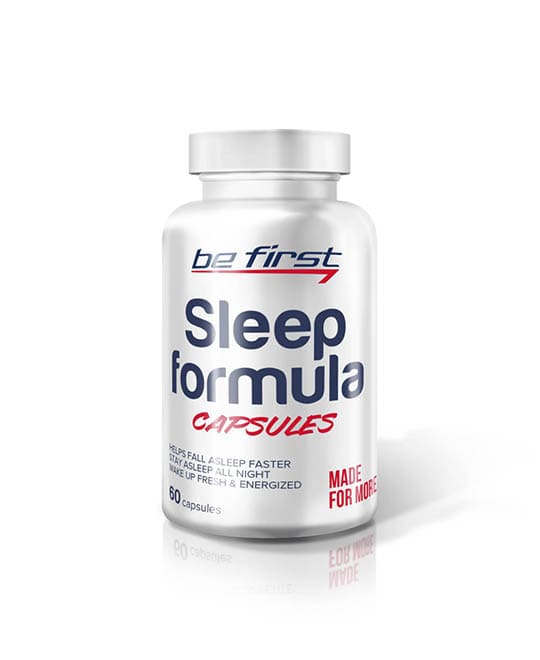 be first
Sleep
formula
CAPSULES
HELPS FALL ASLEEP FASTER
STAY ASLEEP ALL NIGHT
WAKE UP FRESH & ENERGIZED
60 capsules
MADE
FOR MORE